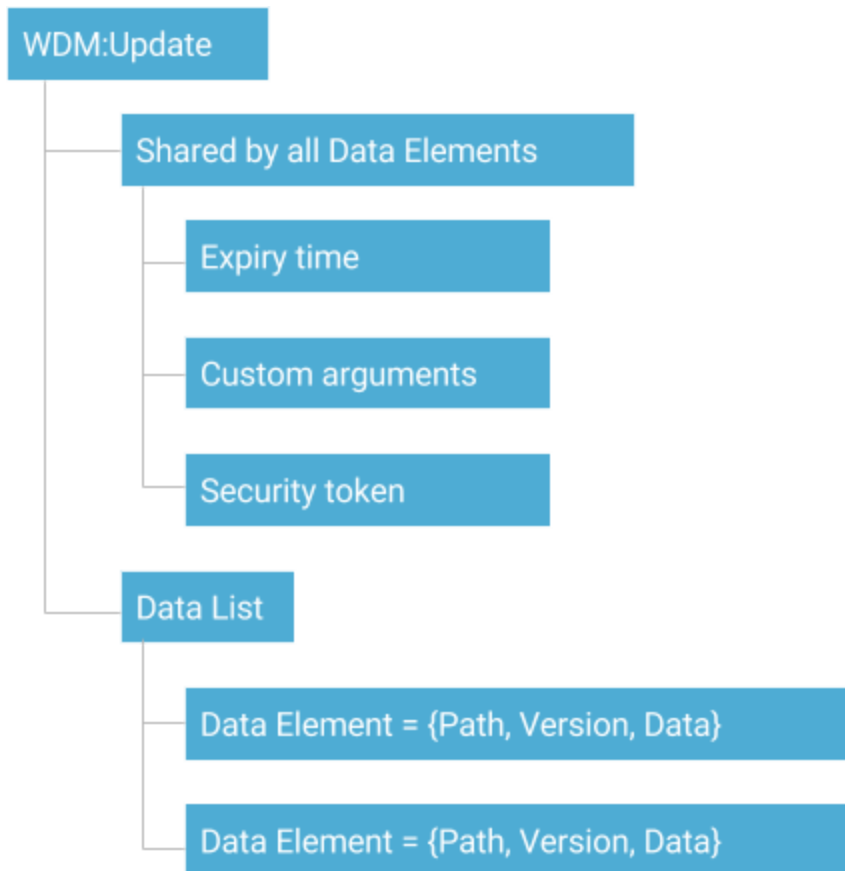 WDM:Update
Shared by all Data Elements
Expiry time
Custom arguments
Security token
Data List
Data Element = {Path, Version, Data}
Data Element = {Path, Version, Data}